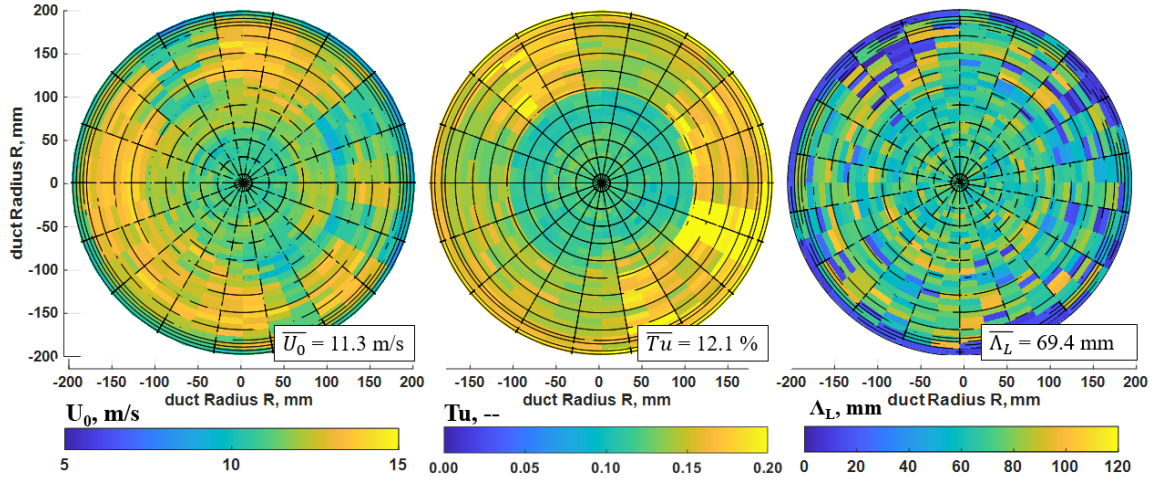 duct Radius R, mm
200
150
100
50
0
-50
-100
-150
-200
-200 -150 -100 -50 0 50 100 150 200
duct Radius R, mm
U₀ = 11.3 m/s
U₀, m/s
5 10 15
-150 -100 -50 0 50 100 150
duct Radius R, mm
Tu = 12.1 %
Tu, --
0.00 0.05 0.10 0.15 0.20
-200 -150 -100 -50 0 50 100 150 200
duct Radius R, mm
Λ_L = 69.4 mm
Λ_L, mm
0 20 40 60 80 100 120